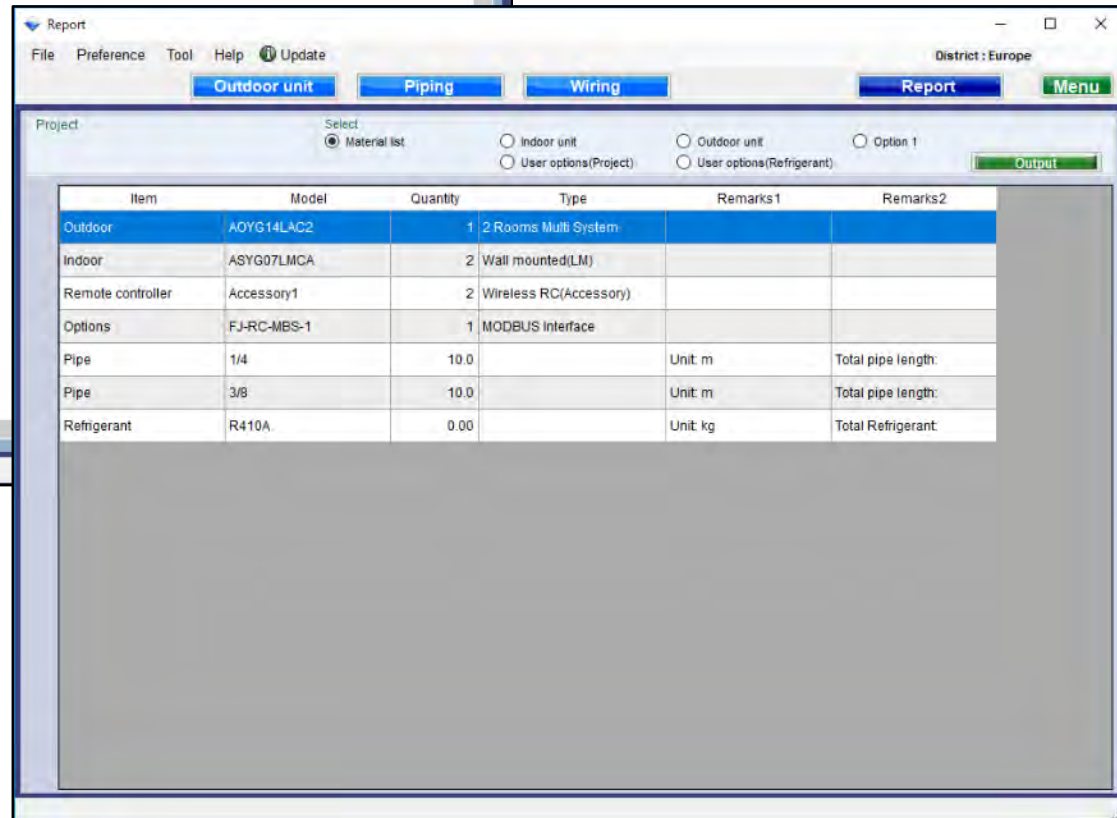 Report
File Preference Tool Help Update
District : Europe
Outdoor unit Piping Wiring Report Menu
Project
Select
Material list Indoor unit Outdoor unit Option 1
User options(Project) User options(Refrigerant)
Output
Item Model Quantity Type Remarks1 Remarks2
Outdoor AOYG14LAC2 1 2 Rooms Multi System
Indoor ASYG07LMCA 2 Wall mounted(LM)
Remote controller Accessory1 2 Wireless RC(Accessory)
Options FJ-RC-MBS-1 1 MODBUS Interface
Pipe 1/4 10.0 Unit: m Total pipe length:
Pipe 3/8 10.0 Unit: m Total pipe length:
Refrigerant R410A 0.00 Unit: kg Total Refrigerant: